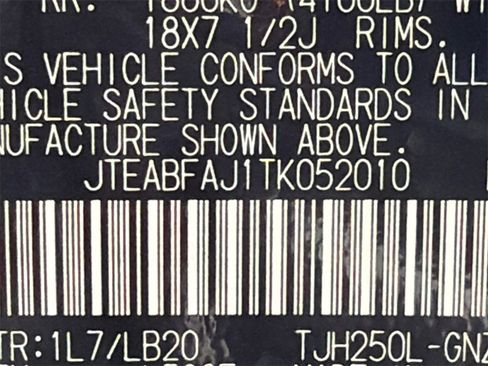 18X7 1/2J RIMS.
S VEHICLE CONFORMS TO ALL
HICLE SAFETY STANDARDS IN
NUFACTURE SHOWN ABOVE.
JTEABFAJ1TK052010
TR:1L7/LB20 TJH250L-GNZ